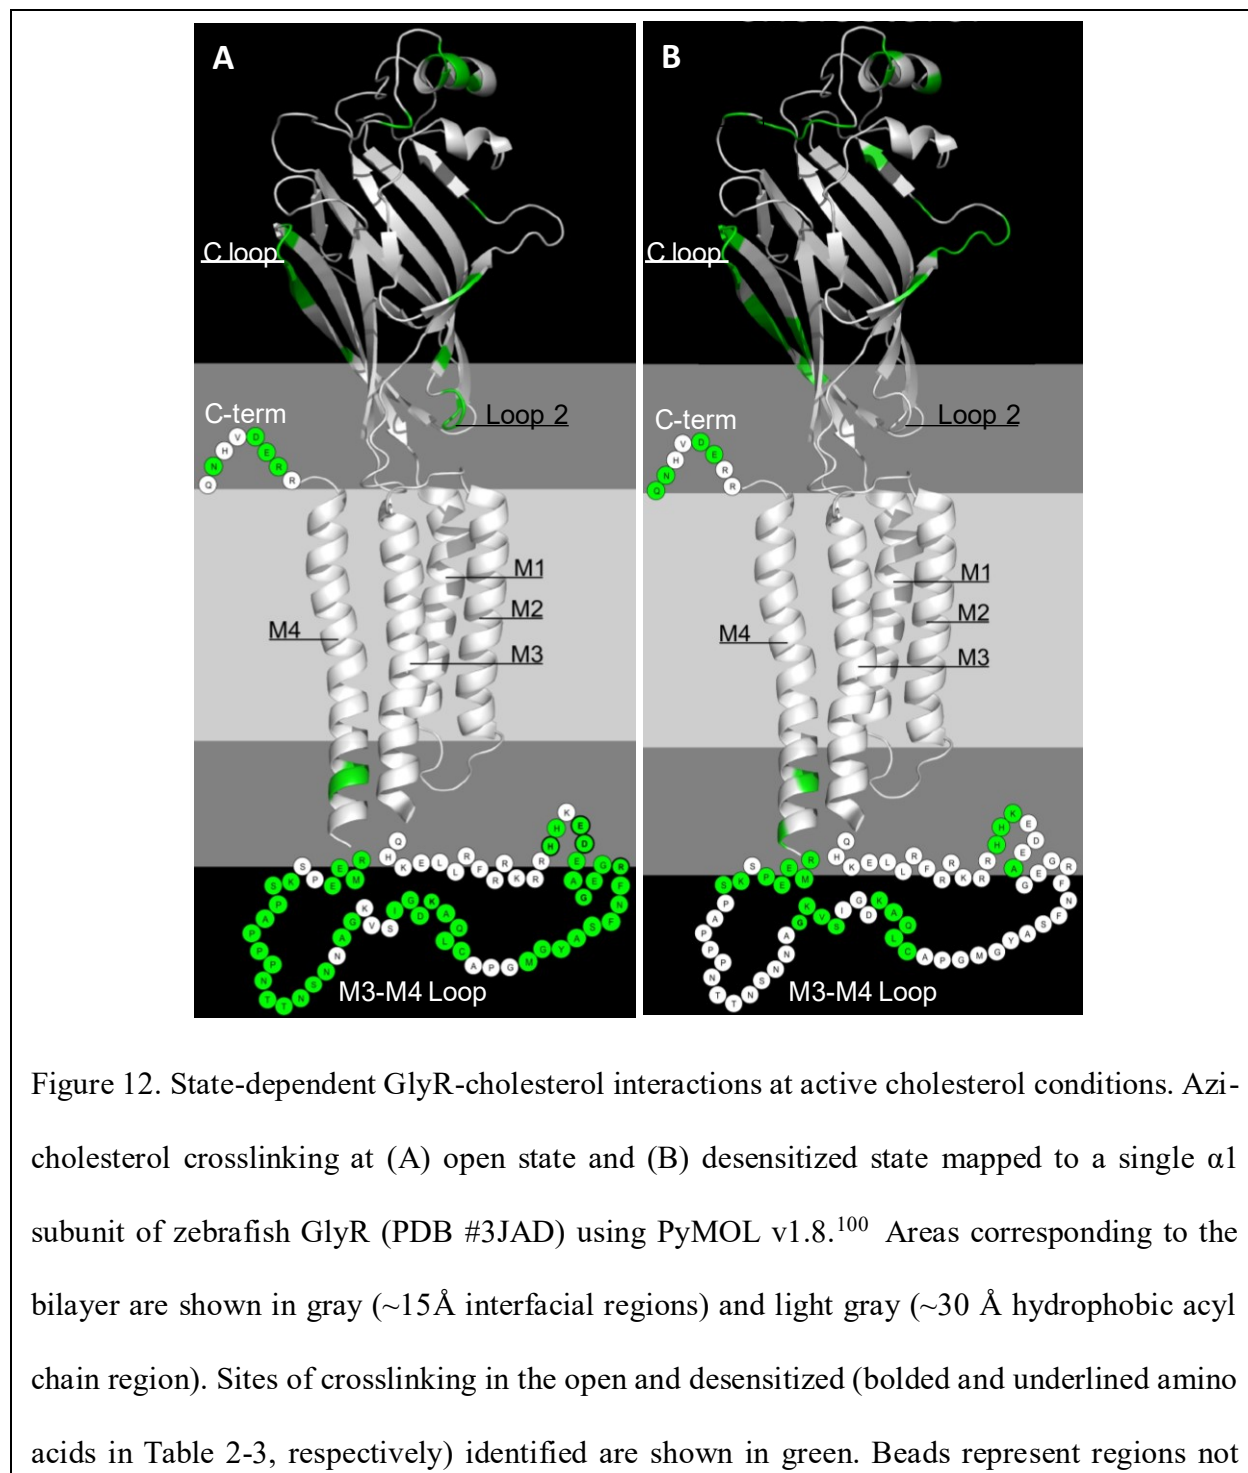 A
B
C loop
C loop
Loop 2
Loop 2
C-term
C-term
Q N H V D E R R
Q N H V D E R R
M1
M2
M3
M4
M1
M2
M3
M4
M3-M4 Loop
M3-M4 Loop
Figure 12. State-dependent GlyR-cholesterol interactions at active cholesterol conditions. Azi-
cholesterol crosslinking at (A) open state and (B) desensitized state mapped to a single α1
subunit of zebrafish GlyR (PDB #3JAD) using PyMOL v1.8.100 Areas corresponding to the
bilayer are shown in gray (~15Å interfacial regions) and light gray (~30 Å hydrophobic acyl
chain region). Sites of crosslinking in the open and desensitized (bolded and underlined amino
acids in Table 2-3, respectively) identified are shown in green. Beads represent regions not